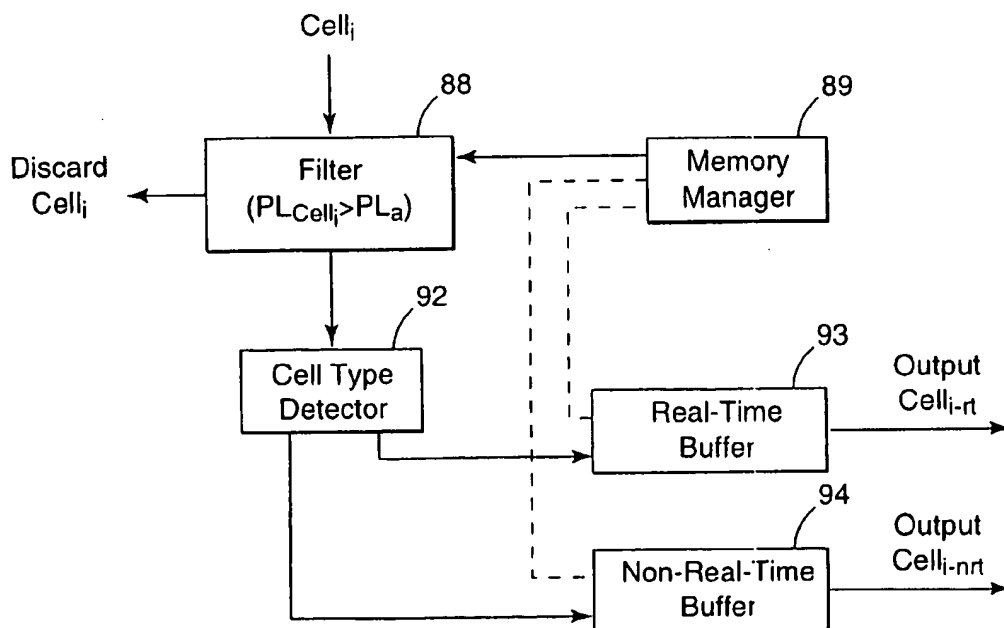 Cell_i
88
89
Discard
Cell_i
Filter
(PL_Cell_i>PL_a)
Memory
Manager
92
Cell Type
Detector
93
Real-Time
Buffer
Output
Cell_i-rt
94
Non-Real-Time
Buffer
Output
Cell_i-nrt